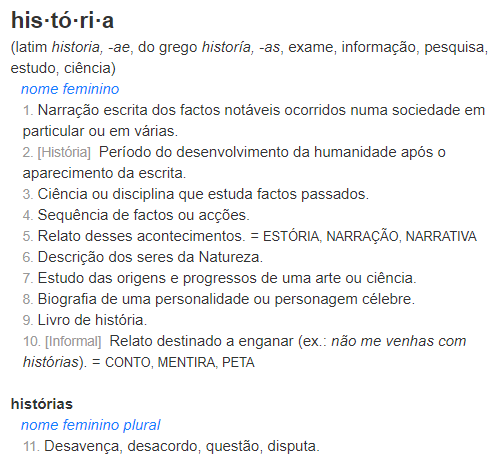 his·tó·ri·a
(latim historia, -ae, do grego historía, -as, exame, informação, pesquisa,
estudo, ciência)
nome feminino
1. Narração escrita dos factos notáveis ocorridos numa sociedade em
particular ou em várias.
2. [História] Período do desenvolvimento da humanidade após o
aparecimento da escrita.
3. Ciência ou disciplina que estuda factos passados.
4. Sequência de factos ou acções.
5. Relato desses acontecimentos. = ESTÓRIA, NARRAÇÃO, NARRATIVA
6. Descrição dos seres da Natureza.
7. Estudo das origens e progressos de uma arte ou ciência.
8. Biografia de uma personalidade ou personagem célebre.
9. Livro de história.
10. [Informal] Relato destinado a enganar (ex.: não me venhas com
histórias). = CONTO, MENTIRA, PETA
histórias
nome feminino plural
11. Desavença, desacordo, questão, disputa.